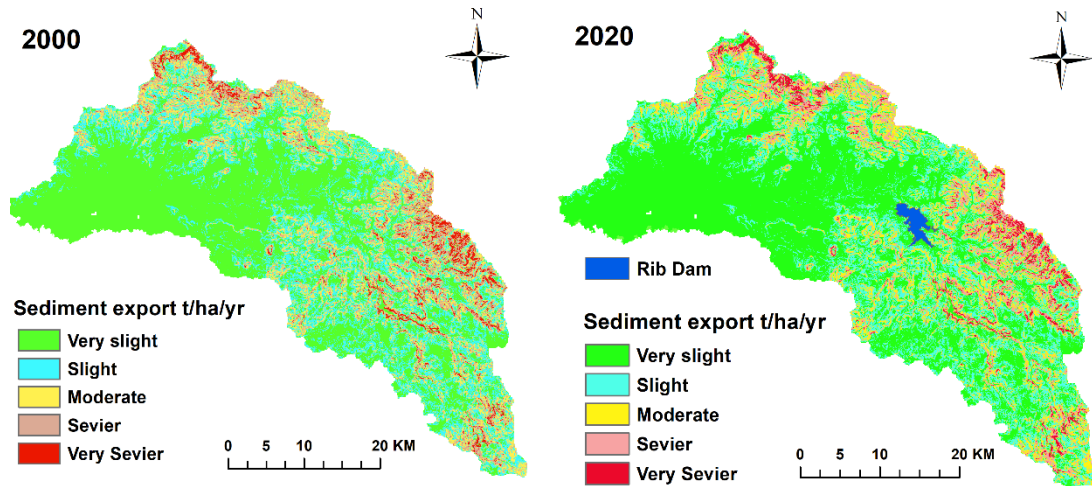 2000
N
Sediment export t/ha/yr
Very slight
Slight
Moderate
Sevier
Very Sevier
0 5 10 20 KM
2020
N
Rib Dam
Sediment export t/ha/yr
Very slight
Slight
Moderate
Sevier
Very Sevier
0 5 10 20 KM